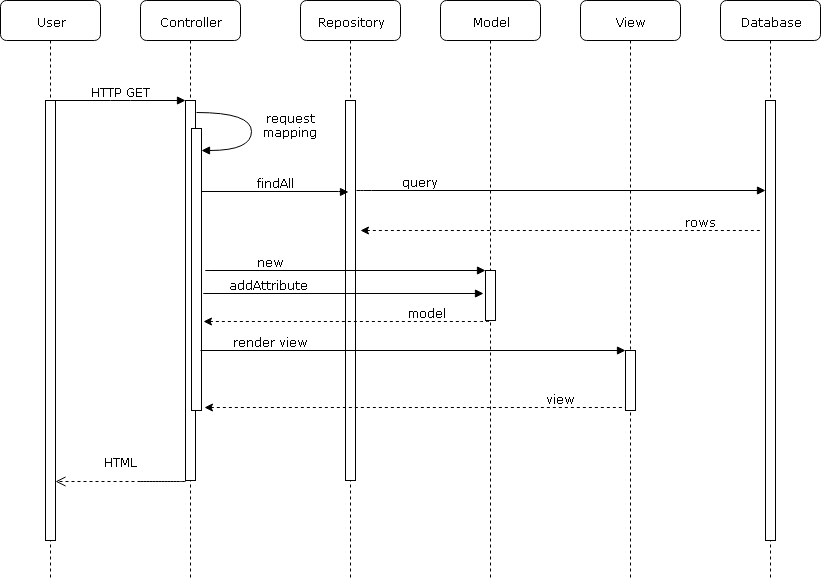 User
Controller
Repository
Model
View
Database
HTTP GET
request
mapping
findAll
query
rows
new
addAttribute
model
render view
view
HTML